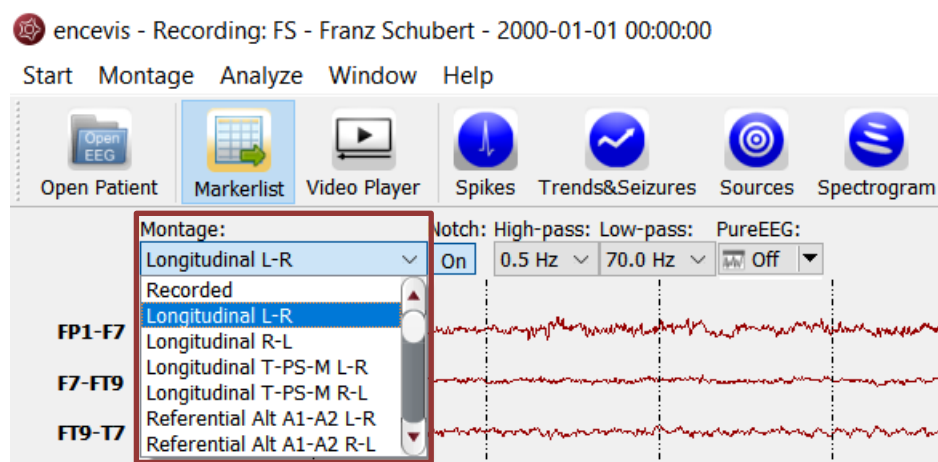 encevis - Recording: FS - Franz Schubert - 2000-01-01 00:00:00
Start Montage Analyze Window Help
Open EEG
Open Patient Markerlist Video Player Spikes Trends&Seizures Sources Spectrogram
Montage: Notch: High-pass: Low-pass: PureEEG:
Longitudinal L-R On 0.5 Hz 70.0 Hz Off
Recorded
Longitudinal L-R
Longitudinal R-L
Longitudinal T-PS-M L-R
Longitudinal T-PS-M R-L
Referential Alt A1-A2 L-R
Referential Alt A1-A2 R-L
FP1-F7
F7-FT9
FT9-T7